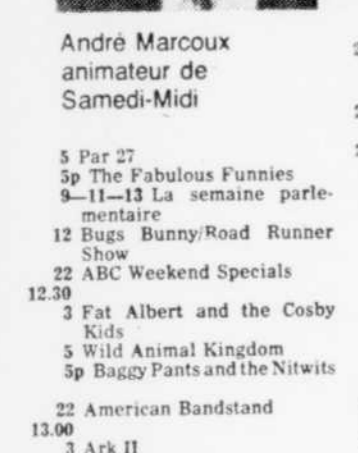 André Marcoux
animateur de
Samedi-Midi
5 Par 27
5p The Fabulous Funnies
9—11—13 La semaine parle-
mentaire
12 Bugs Bunny/Road Runner
Show
22 ABC Weekend Specials
12.30
3 Fat Albert and the Cosby
Kids
5 Wild Animal Kingdom
5p Baggy Pants and the Nitwits
22 American Bandstand
13.00
3 Ark II